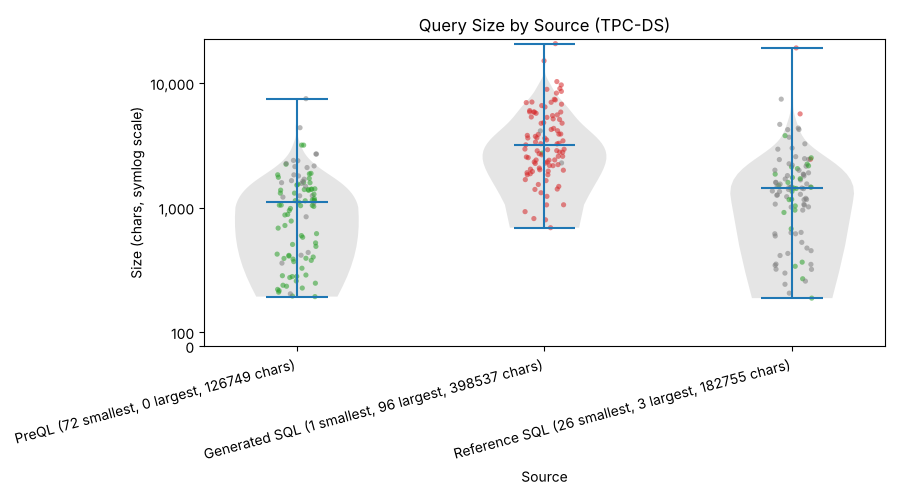 Query Size by Source (TPC-DS)
Size (chars, symlog scale)
10,000
1,000
100
0
PreQL (72 smallest, 0 largest, 126749 chars)
Generated SQL (1 smallest, 96 largest, 398537 chars)
Reference SQL (26 smallest, 3 largest, 182755 chars)
Source